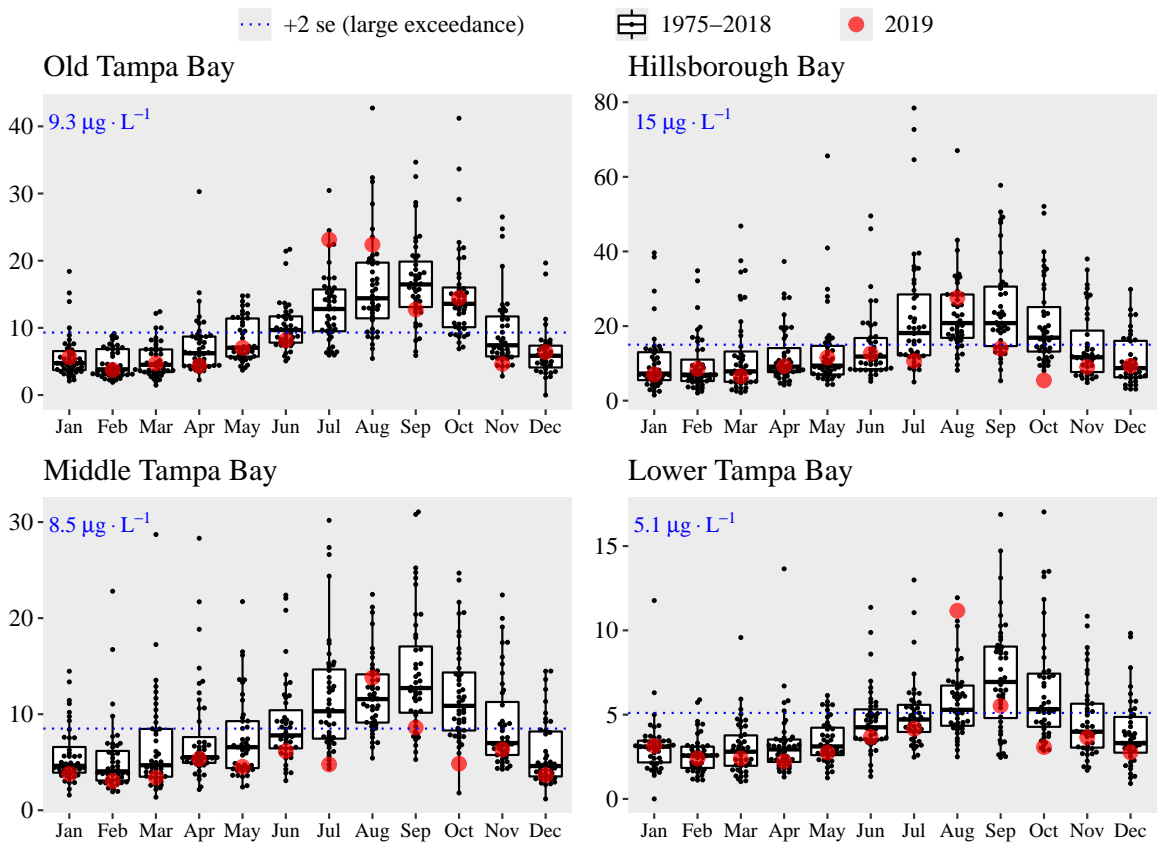 +2 se (large exceedance) 1975–2018 2019
Old Tampa Bay
9.3 μg · L⁻¹
40
30
20
10
0
Jan Feb Mar Apr May Jun Jul Aug Sep Oct Nov Dec
Hillsborough Bay
15 μg · L⁻¹
80
60
40
20
0
Jan Feb Mar Apr May Jun Jul Aug Sep Oct Nov Dec
Middle Tampa Bay
8.5 μg · L⁻¹
30
20
10
0
Jan Feb Mar Apr May Jun Jul Aug Sep Oct Nov Dec
Lower Tampa Bay
5.1 μg · L⁻¹
15
10
5
0
Jan Feb Mar Apr May Jun Jul Aug Sep Oct Nov Dec